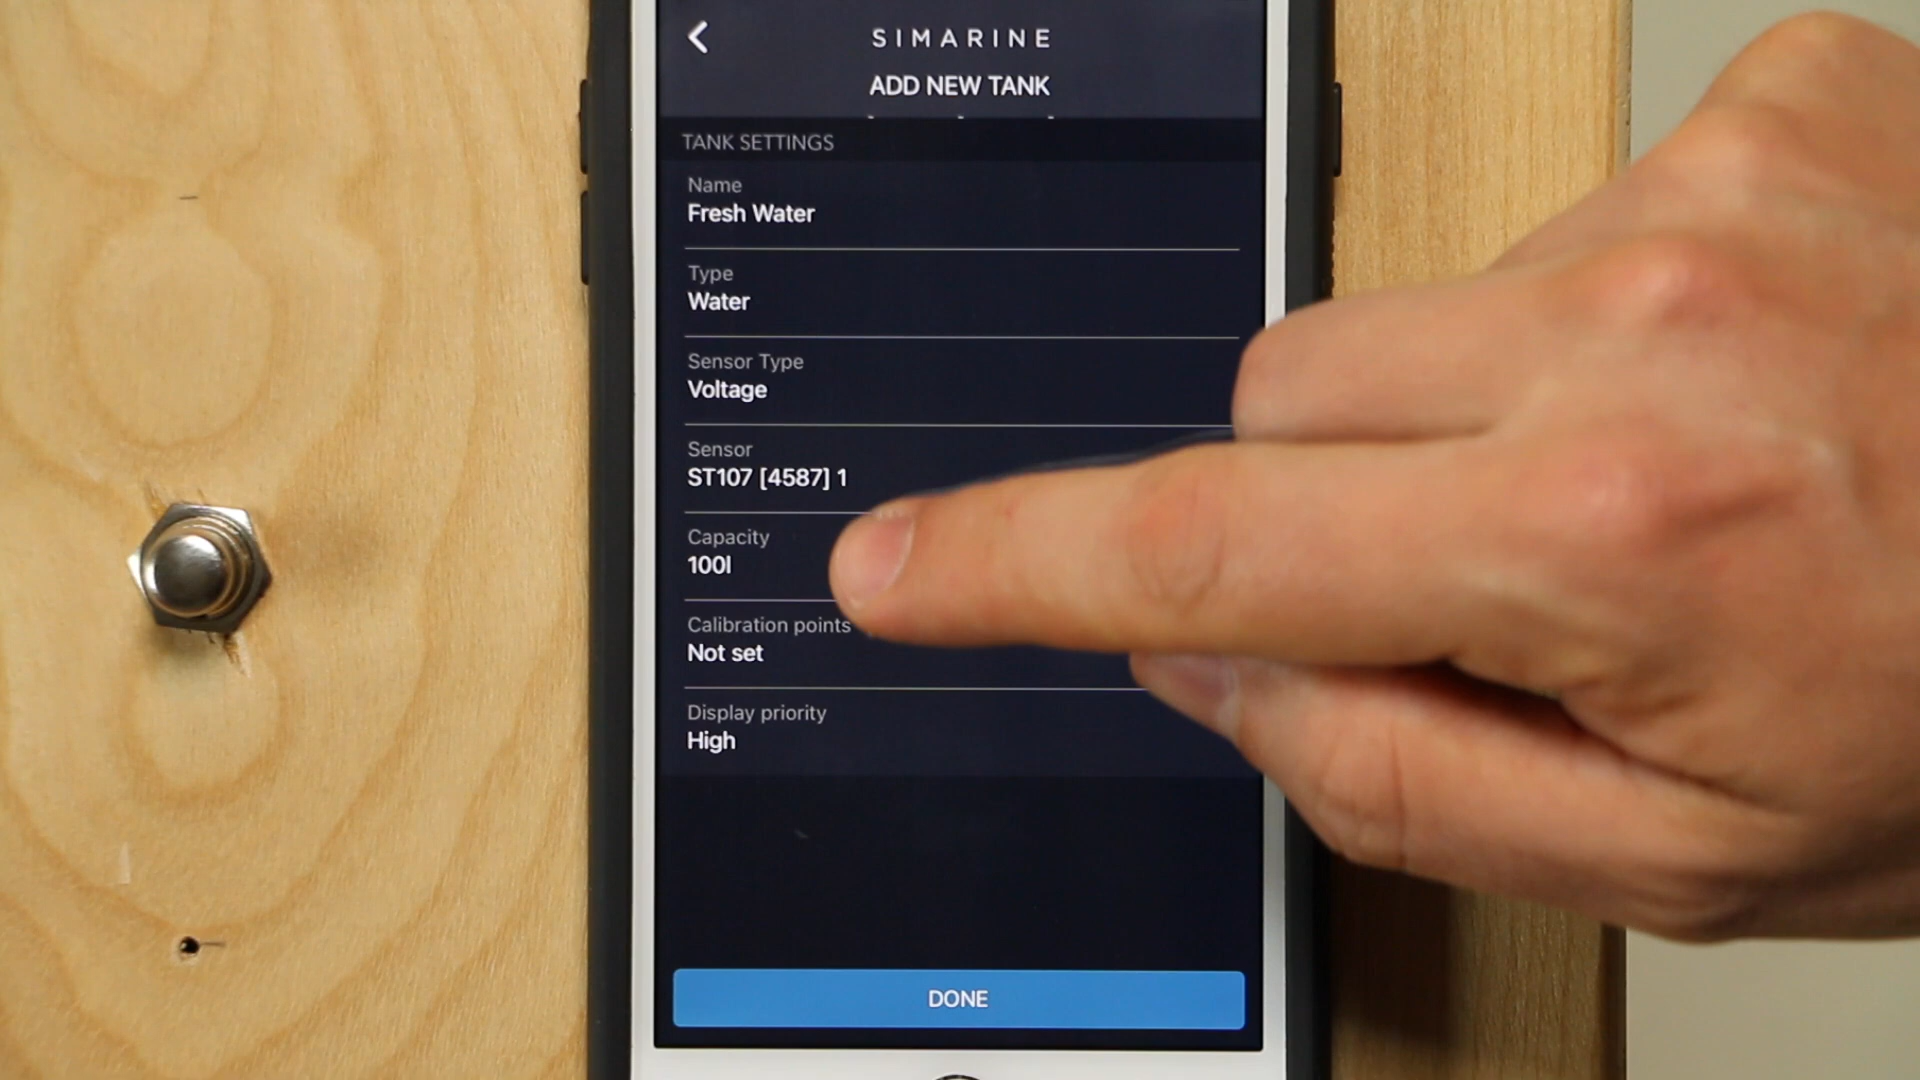 SIMARINE
ADD NEW TANK
TANK SETTINGS
Name
Fresh Water
Type
Water
Sensor Type
Voltage
Sensor
ST107 [4587] 1
Capacity
100l
Calibration points
Not set
Display priority
High
DONE